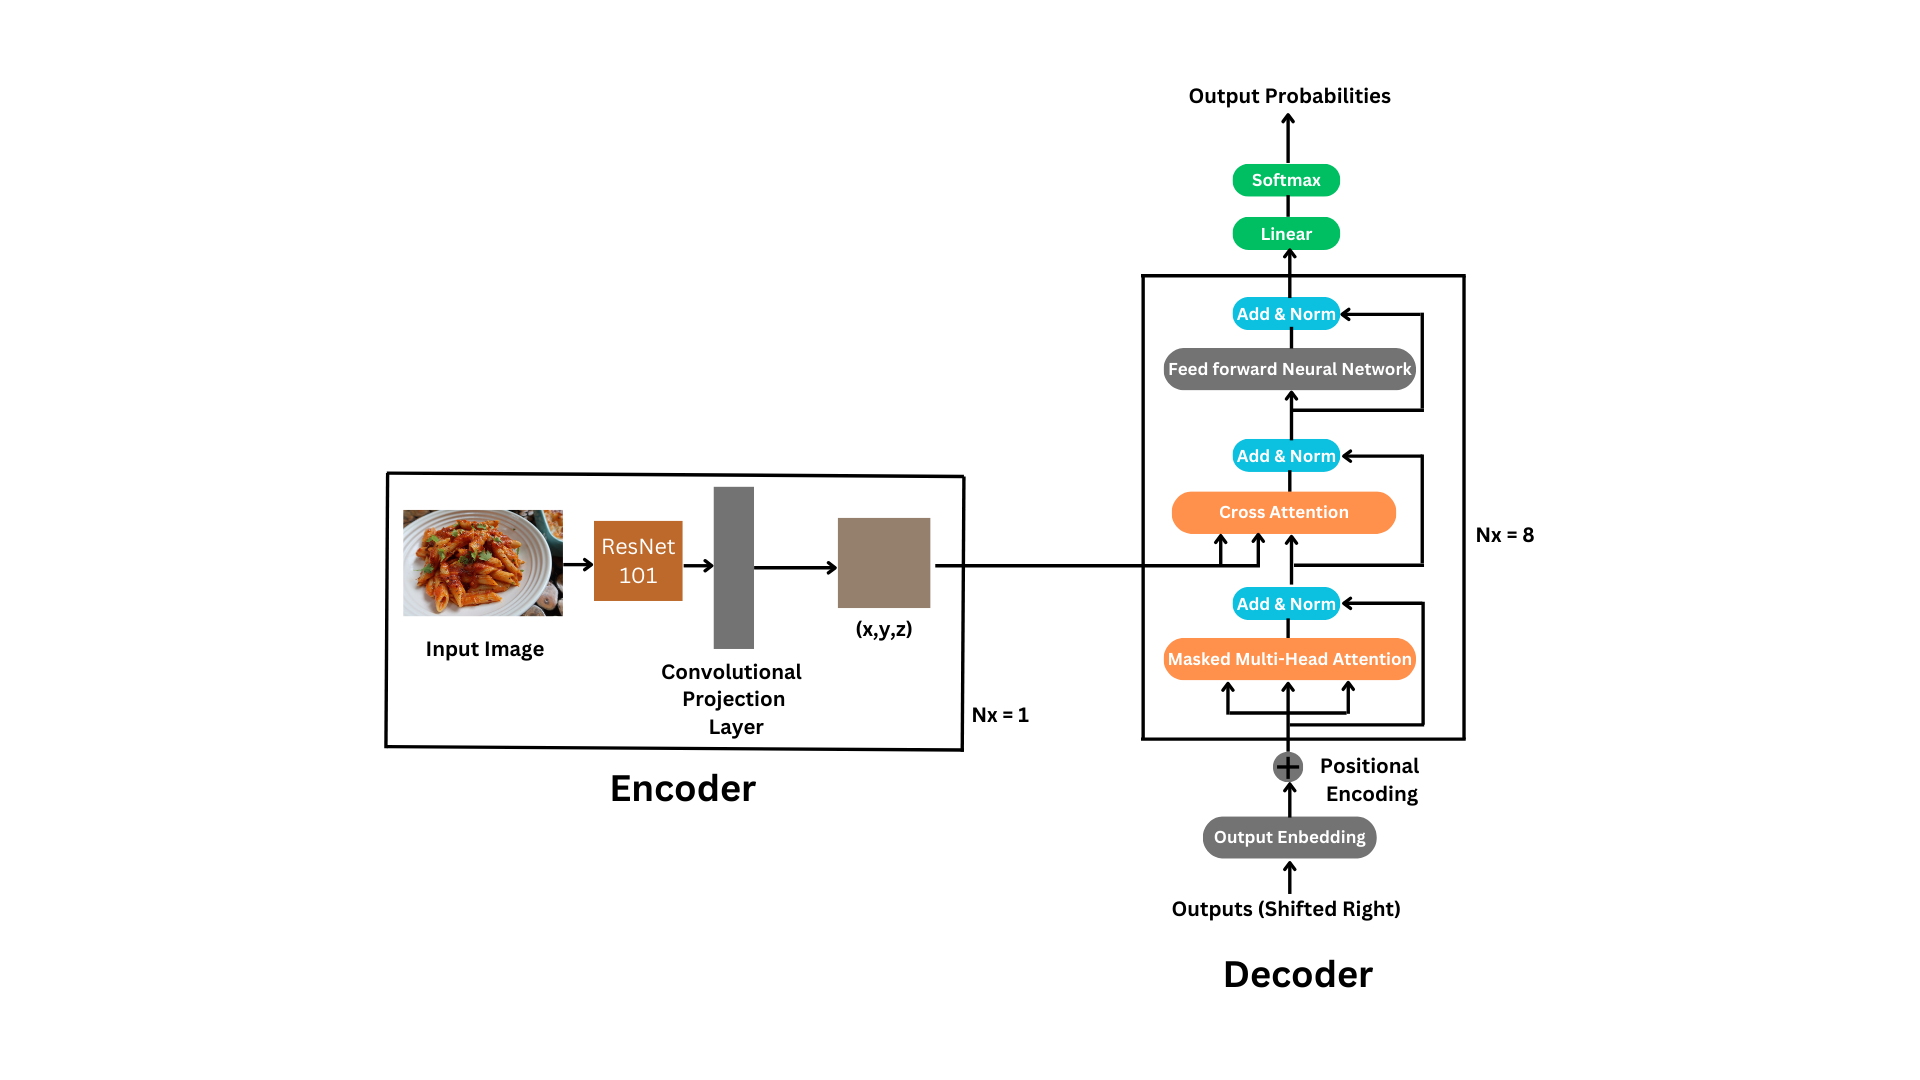 Output Probabilities
Softmax
Linear
Add & Norm
Feed forward Neural Network
Add & Norm
Cross Attention
Nx = 8
Add & Norm
Masked Multi-Head Attention
Positional
Encoding
Output Enbedding
Outputs (Shifted Right)
Decoder
ResNet
101
Input Image
(x,y,z)
Convolutional
Projection
Layer
Nx = 1
Encoder